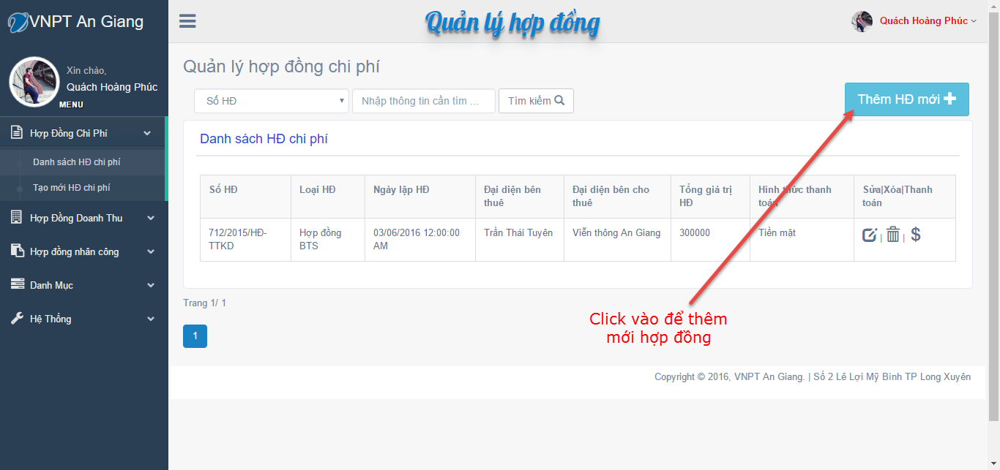 VNPT An Giang
Quản lý hợp đồng
Quách Hoàng Phúc
Xin chào,
Quách Hoàng Phúc
MENU
Hợp Đồng Chi Phí
Danh sách HĐ chi phí
Tạo mới HĐ chi phí
Hợp Đồng Doanh Thu
Hợp đồng nhân công
Danh Mục
Hệ Thống
Quản lý hợp đồng chi phí
Số HĐ
Nhập thông tin cần tìm ...
Tìm kiếm
Thêm HĐ mới
Danh sách HĐ chi phí
Số HĐ
Loại HĐ
Ngày lập HĐ
Đại diện bên
thuê
Đại diện bên cho
thuê
Tổng giá trị
HĐ
Hình thức thanh
toán
Sửa|Xóa|Thanh
toán
712/2015/HĐ-
TTKD
Hợp đồng
BTS
03/06/2016 12:00:00
AM
Trần Thái Tuyên
Viễn thông An Giang
300000
Tiền mặt
| | $
Trang 1/ 1
1
Click vào để thêm
mới hợp đồng
Copyright © 2016, VNPT An Giang. | Số 2 Lê Lợi Mỹ Bình TP Long Xuyên